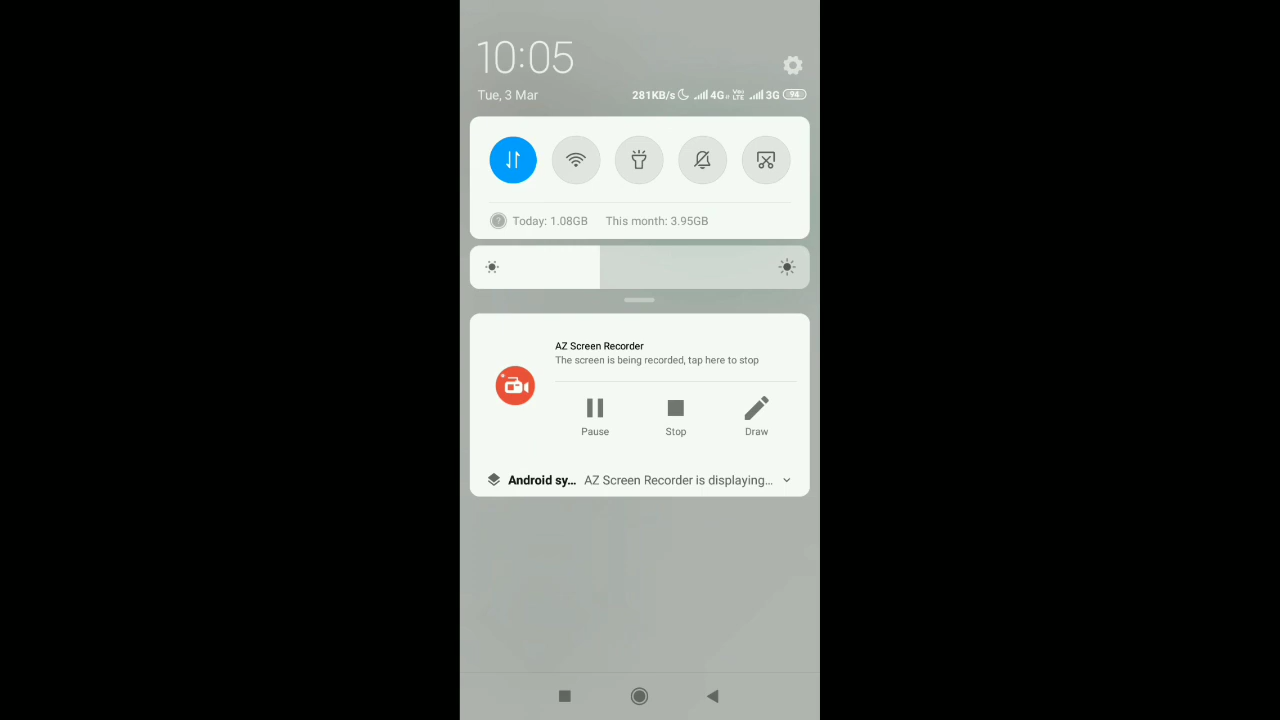 10:05
Tue, 3 Mar
281KB/s 4G VoLTE 3G 94
Today: 1.08GB This month: 3.95GB
AZ Screen Recorder
The screen is being recorded, tap here to stop
Pause Stop Draw
Android sy... AZ Screen Recorder is displaying...